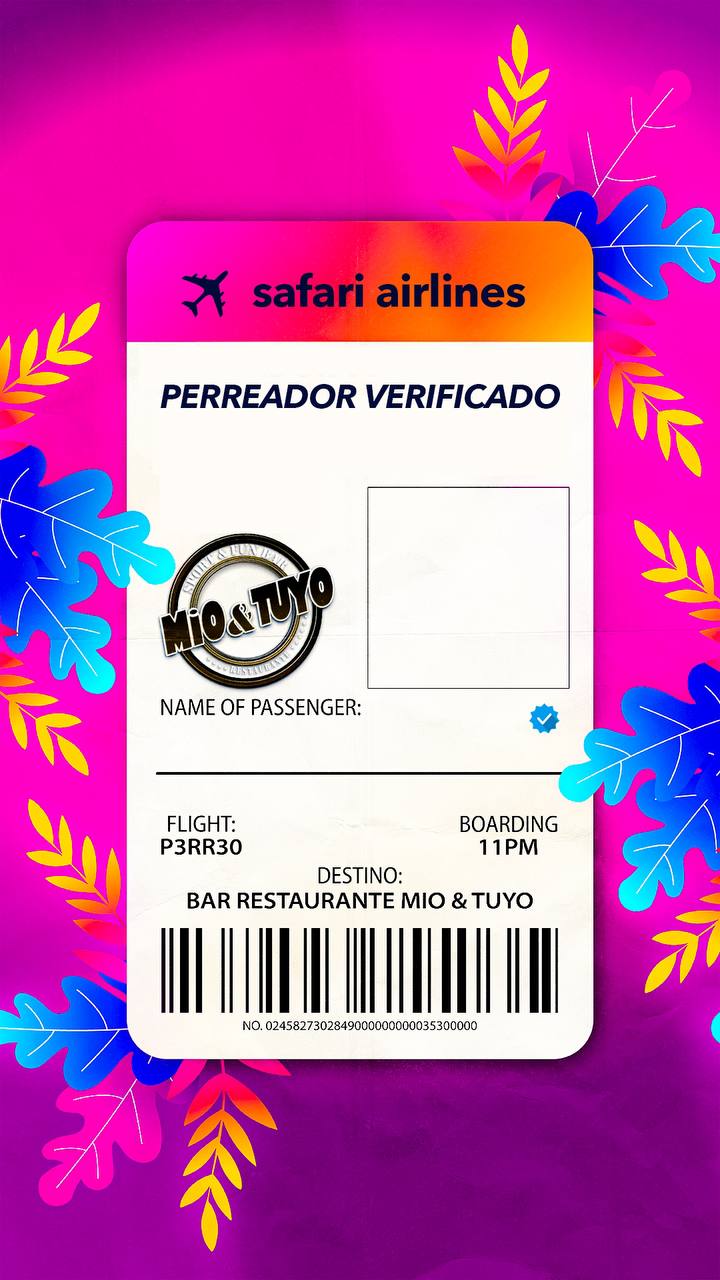 safari airlines
PERREADOR VERIFICADO
SPORT & FUN BAR
MiO & TUYO
RESTAURANTE
NAME OF PASSENGER:
FLIGHT:
P3RR30
BOARDING
11PM
DESTINO:
BAR RESTAURANTE MIO & TUYO
NO. 0245827302849000000000035300000